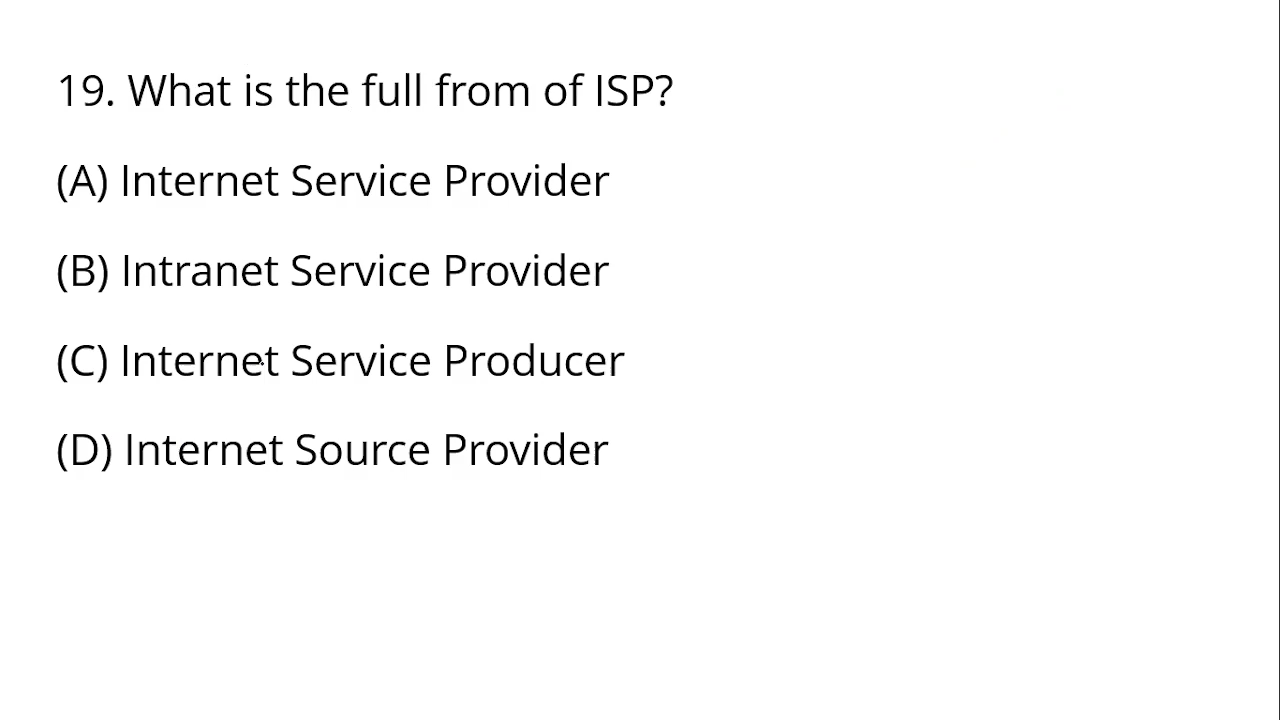 19. What is the full from of ISP?
(A) Internet Service Provider
(B) Intranet Service Provider
(C) Internet Service Producer
(D) Internet Source Provider